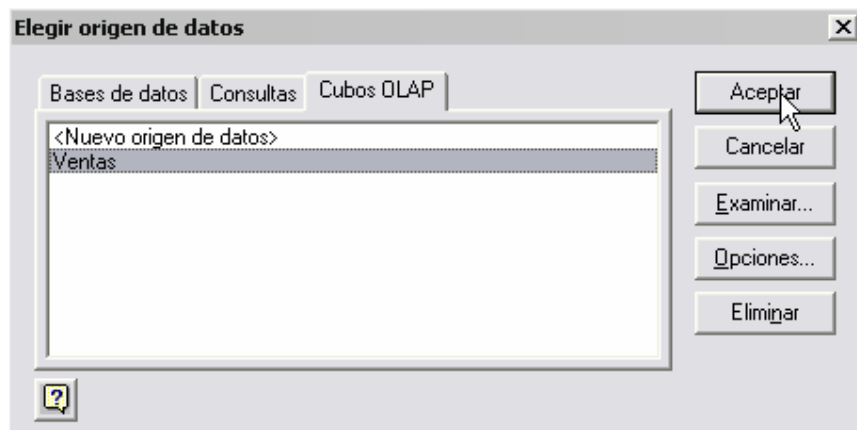 Elegir origen de datos
Bases de datos Consultas Cubos OLAP
<Nuevo origen de datos>
Ventas
Aceptar
Cancelar
Examinar...
Opciones...
Eliminar
?